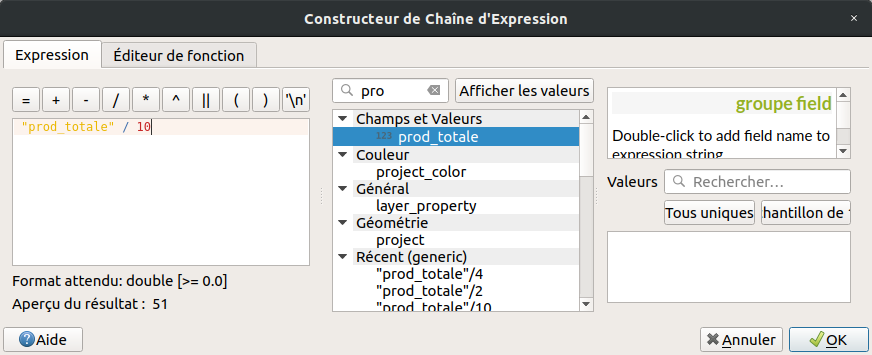 Constructeur de Chaîne d'Expression
×
Expression
Éditeur de fonction
= + - / * ^ || ( ) '\n'
"prod_totale" / 10
Format attendu: double [>= 0.0]
Aperçu du résultat : 51
pro
Afficher les valeurs
Champs et Valeurs
123 prod_totale
Couleur
project_color
Général
layer_property
Géométrie
project
Récent (generic)
"prod_totale"/4
"prod_totale"/2
"prod_totale"/10
groupe field
Double-click to add field name to
expression string
Valeurs
Rechercher…
Tous uniques
hantillon de
Aide
Annuler
OK